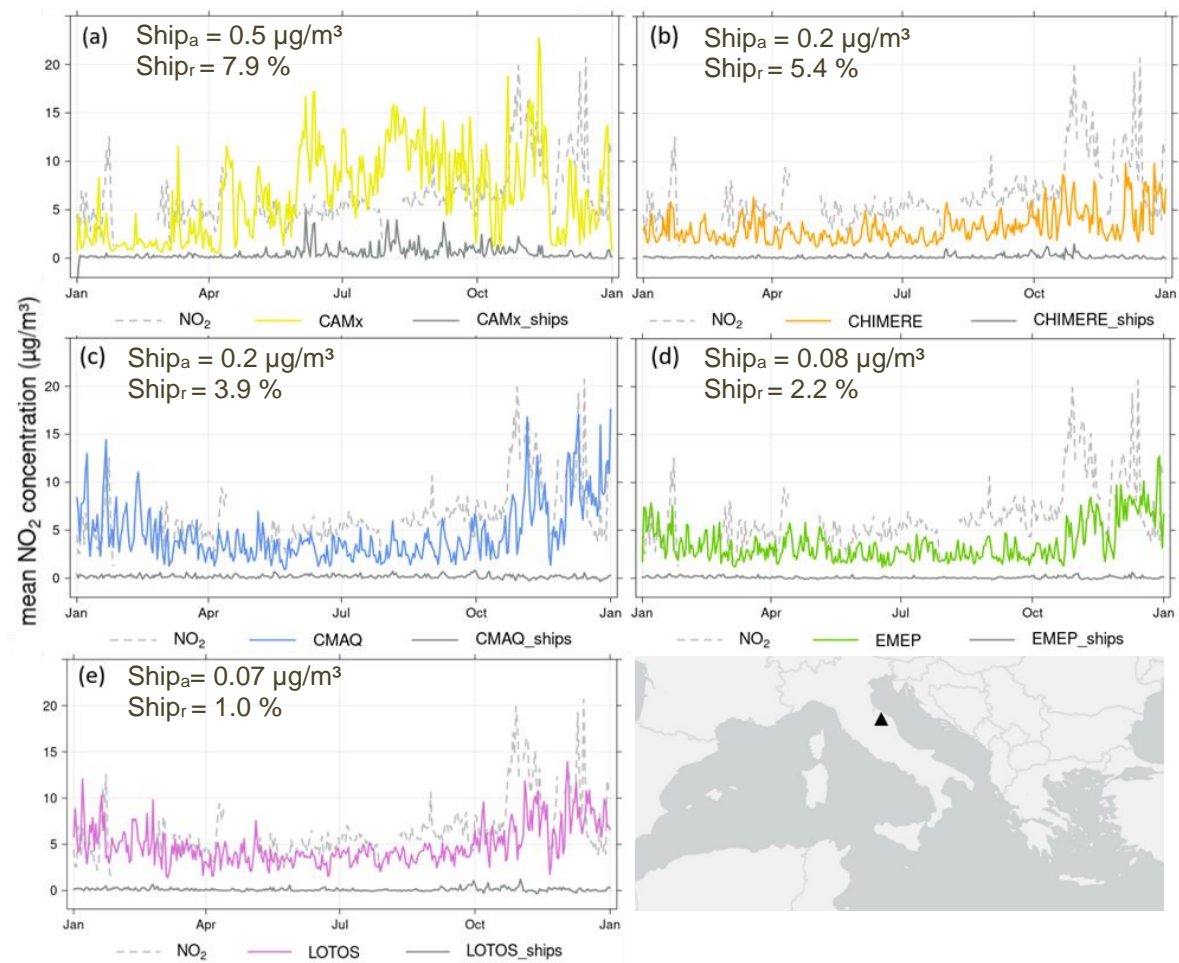 (a) Shipₐ = 0.5 µg/m³
Shipᵣ = 7.9 %
20
15
10
5
0
Jan Apr Jul Oct Jan
NO₂ CAMx CAMx_ships
(b) Shipₐ = 0.2 µg/m³
Shipᵣ = 5.4 %
Jan Apr Jul Oct Jan
NO₂ CHIMERE CHIMERE_ships
mean NO₂ concentration (µg/m³)
(c) Shipₐ = 0.2 µg/m³
Shipᵣ = 3.9 %
20
15
10
5
0
Jan Apr Jul Oct Jan
NO₂ CMAQ CMAQ_ships
(d) Shipₐ = 0.08 µg/m³
Shipᵣ = 2.2 %
Jan Apr Jul Oct Jan
NO₂ EMEP EMEP_ships
(e) Shipₐ= 0.07 µg/m³
Shipᵣ = 1.0 %
20
15
10
5
0
Jan Apr Jul Oct Jan
NO₂ LOTOS LOTOS_ships